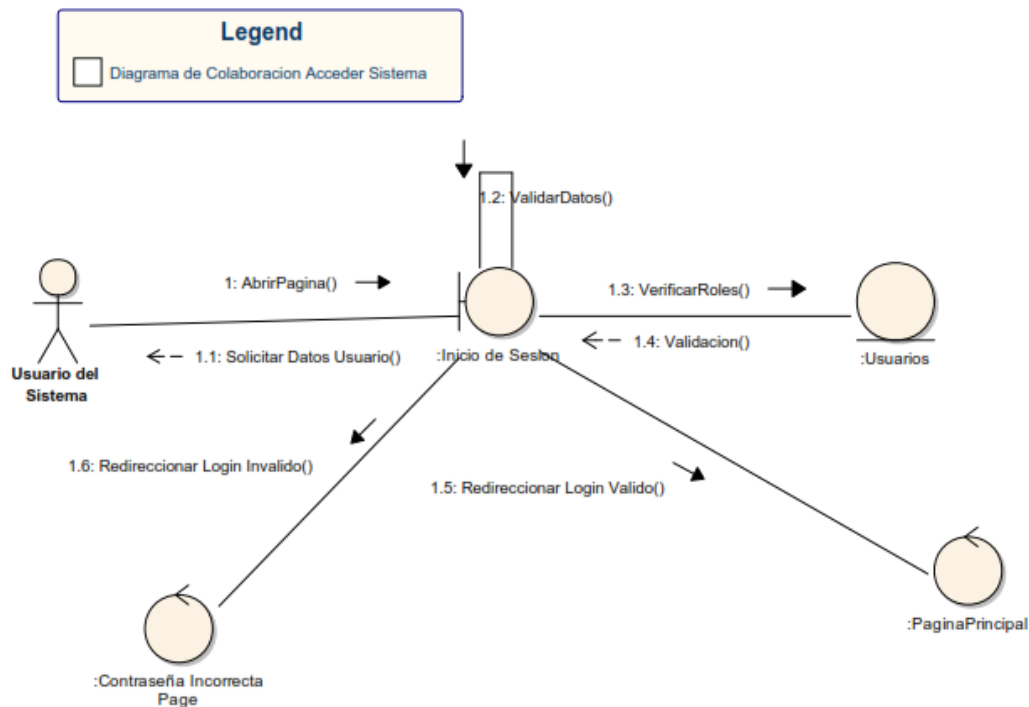 Legend
Diagrama de Colaboracion Acceder Sistema
1.2: ValidarDatos()
1: AbrirPagina()
1.3: VerificarRoles()
1.1: Solicitar Datos Usuario()
1.4: Validacion()
:Inicio de Sesion
:Usuarios
Usuario del
Sistema
1.6: Redireccionar Login Invalido()
1.5: Redireccionar Login Valido()
:PaginaPrincipal
:Contraseña Incorrecta
Page